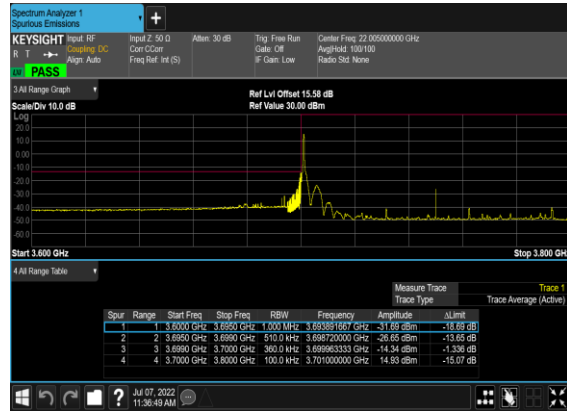 Spectrum Analyzer 1
Spurious Emissions
KEYSIGHT Input: RF Input Z: 50 Ω Atten: 30 dB Trig: Free Run Center Freq: 22.005000000 GHz
R T Coupling: DC Corr CCorr Gate: Off Avg|Hold: 100/100
Align: Auto Freq Ref: Int (S) IF Gain: Low Radio Std: None
PASS
3 All Range Graph
Ref Lvl Offset 15.58 dB
Scale/Div 10.0 dB Ref Value 30.00 dBm
Log
20.0
10.0
0.00
-10.0
-20.0
-30.0
-40.0
-50.0
-60.0
Start 3.600 GHz Stop 3.800 GHz
4 All Range Table
Measure Trace Trace 1
Trace Type Trace Average (Active)
Spur Range Start Freq Stop Freq RBW Frequency Amplitude ΔLimit
1 1 3.6000 GHz 3.6950 GHz 1.000 MHz 3.693891667 GHz -31.69 dBm -18.69 dB
2 2 3.6950 GHz 3.6990 GHz 510.0 kHz 3.698720000 GHz -26.65 dBm -13.65 dB
3 3 3.6990 GHz 3.7000 GHz 360.0 kHz 3.699963333 GHz -14.34 dBm -1.336 dB
4 4 3.7000 GHz 3.8000 GHz 100.0 kHz 3.701000000 GHz 14.93 dBm -15.07 dB
Jul 07, 2022
11:36:49 AM